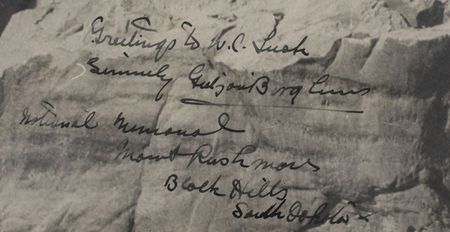 Greetings to W. C. Lusk
Sincerely Gutzon Borglum
National Memorial
Mount Rushmore
Black Hills
South Dakota